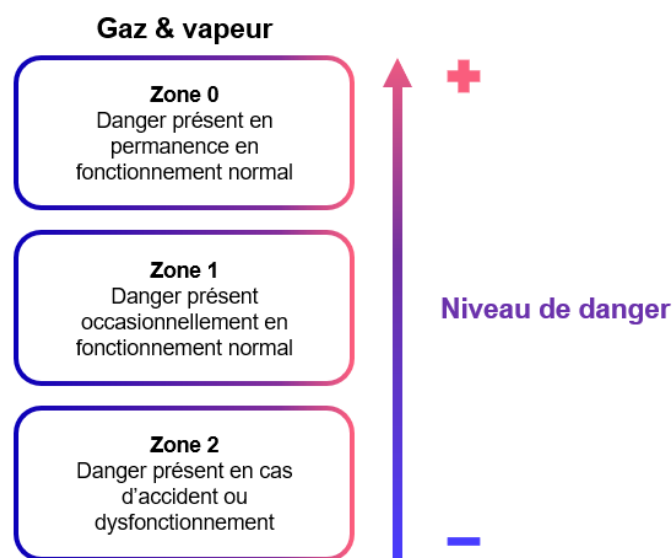 Gaz & vapeur
Zone 0
Danger présent en
permanence en
fonctionnement normal
Zone 1
Danger présent
occasionnellement en
fonctionnement normal
Zone 2
Danger présent en cas
d'accident ou
dysfonctionnement
Niveau de danger